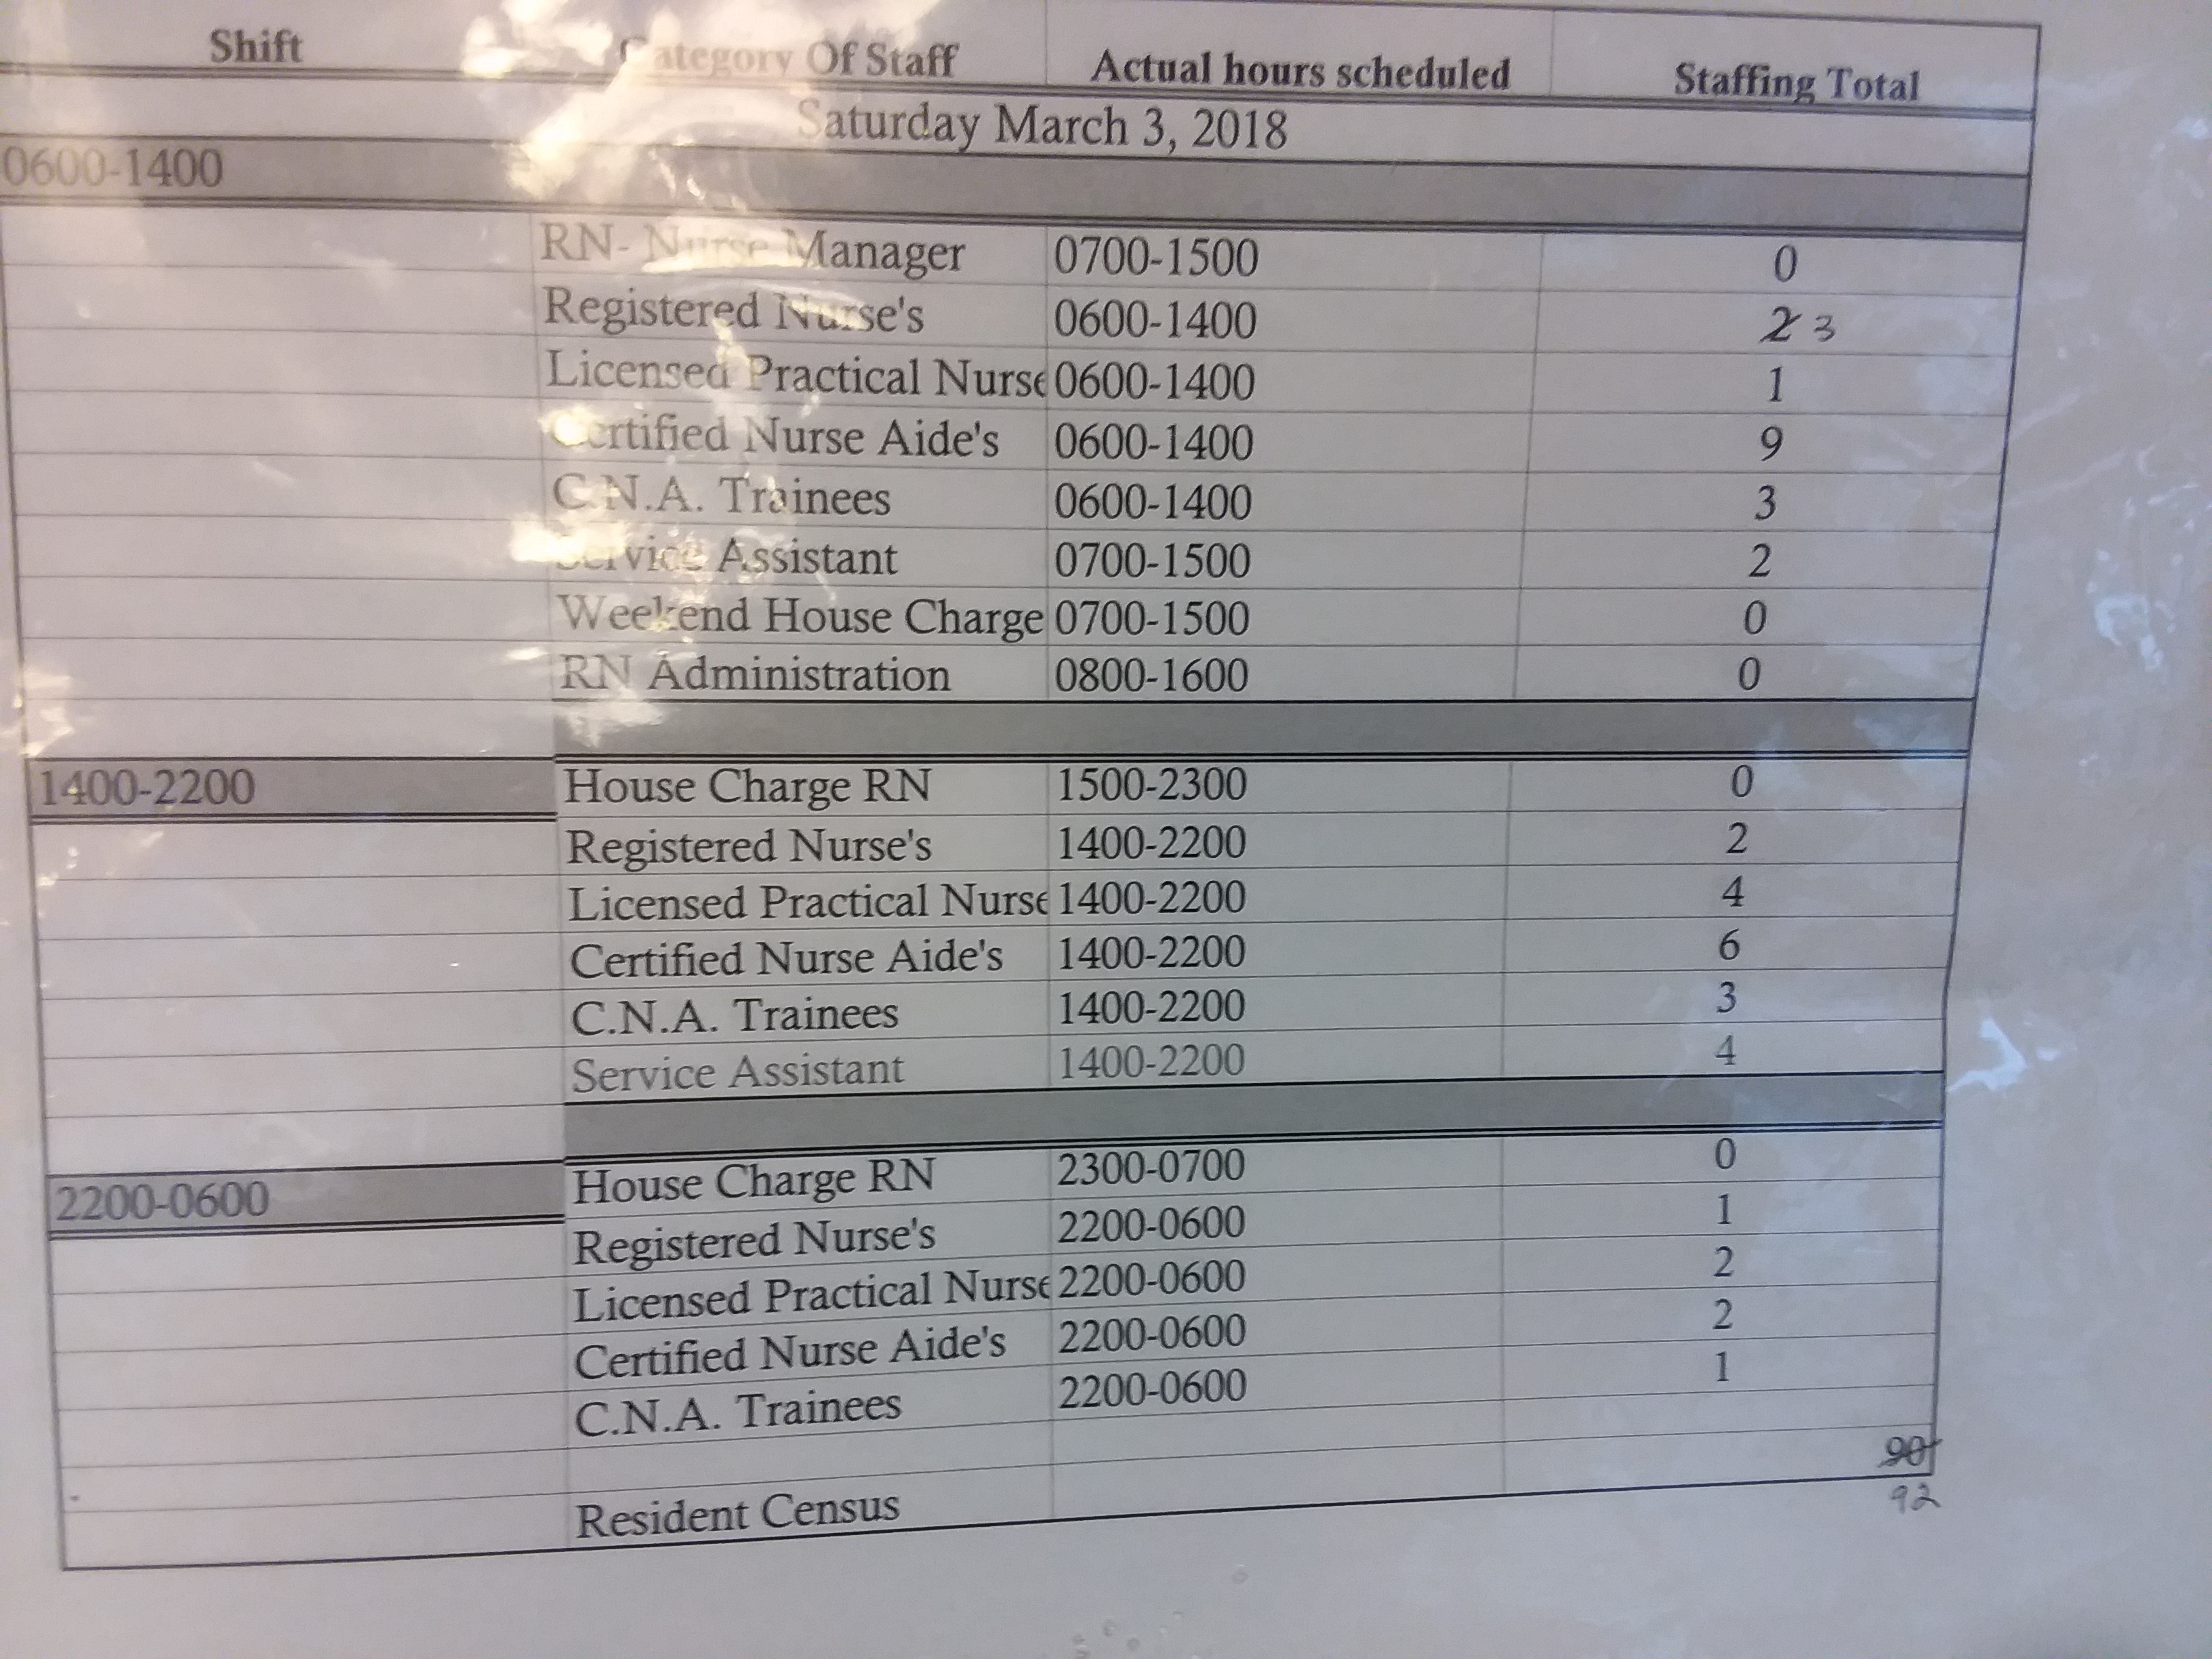 Shift Category Of Staff Actual hours scheduled Staffing Total
Saturday March 3, 2018
0600-1400
RN- Nurse Manager 0700-1500 0
Registered Nurse's 0600-1400 2 3
Licensed Practical Nurse 0600-1400 1
Certified Nurse Aide's 0600-1400 9
C.N.A. Trainees 0600-1400 3
Service Assistant 0700-1500 2
Weekend House Charge 0700-1500 0
RN Administration 0800-1600 0
1400-2200 House Charge RN 1500-2300 0
Registered Nurse's 1400-2200 2
Licensed Practical Nurse 1400-2200 4
Certified Nurse Aide's 1400-2200 6
C.N.A. Trainees 1400-2200 3
Service Assistant 1400-2200 4
2200-0600 House Charge RN 2300-0700 0
Registered Nurse's 2200-0600 1
Licensed Practical Nurse 2200-0600 2
Certified Nurse Aide's 2200-0600 2
C.N.A. Trainees 2200-0600 1
Resident Census 90
92